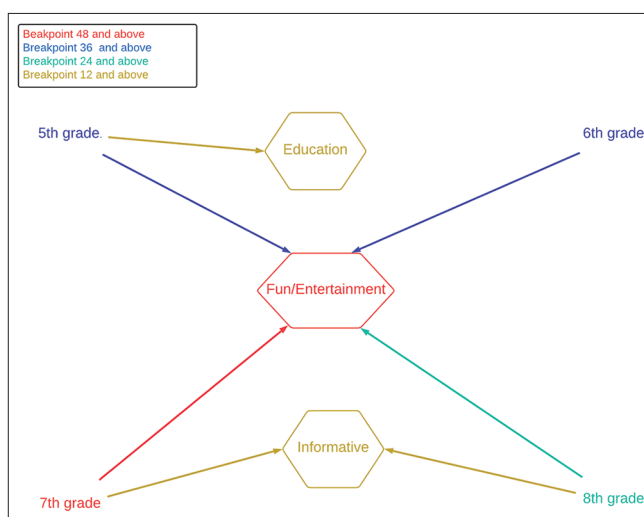 Beakpoint 48 and above
Breakpoint 36  and above
Breakpoint 24 and above
Breakpoint 12 and above
5th grade.
Education
6th grade
Fun/Entertainment
Informative
7th grade
8th grade